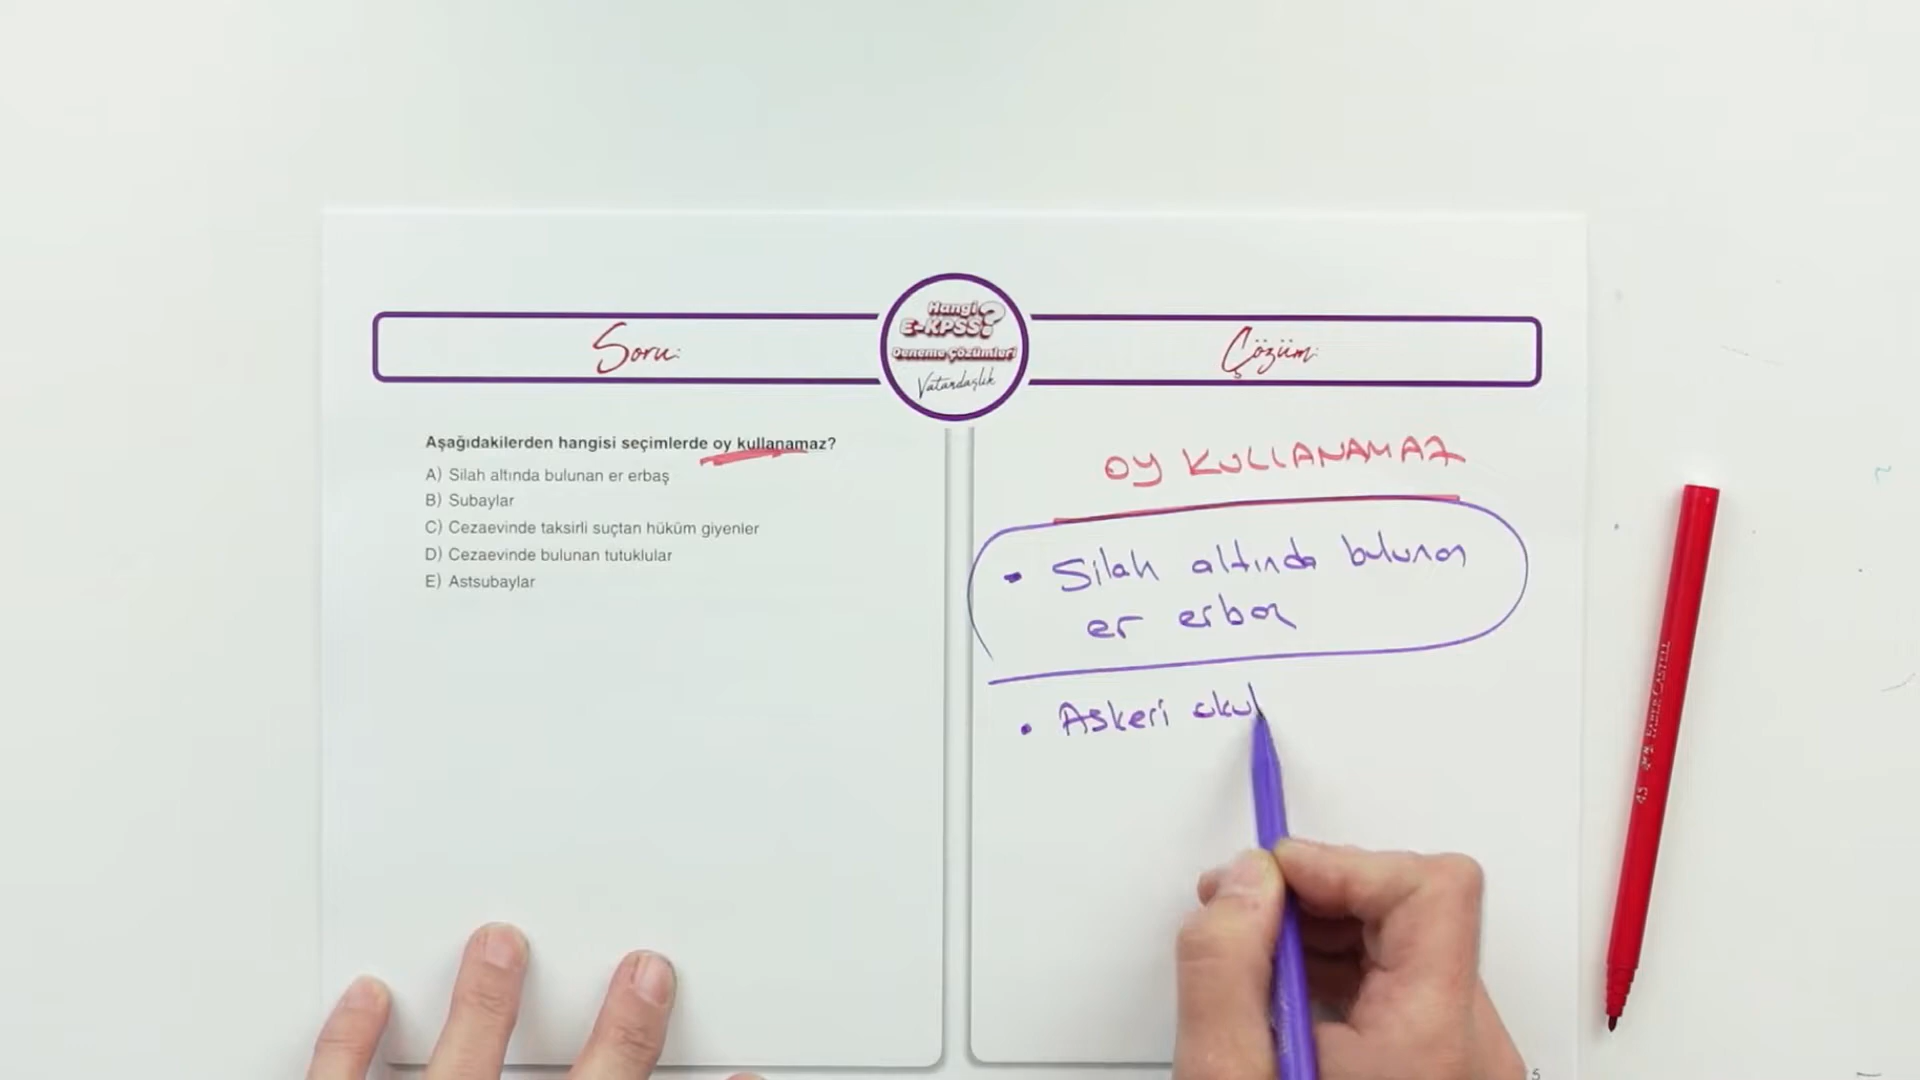 Soru:
Hangi
E-KPSS?
Deneme Çözümleri
Vatandaşlık
Çözüm:
Aşağıdakilerden hangisi seçimlerde oy kullanamaz?
A) Silah altında bulunan er erbaş
B) Subaylar
C) Cezaevinde taksirli suçtan hüküm giyenler
D) Cezaevinde bulunan tutuklular
E) Astsubaylar
OY KULLANAMAZ
• Silah altında bulunan
er erbaş
• Askeri okul
5